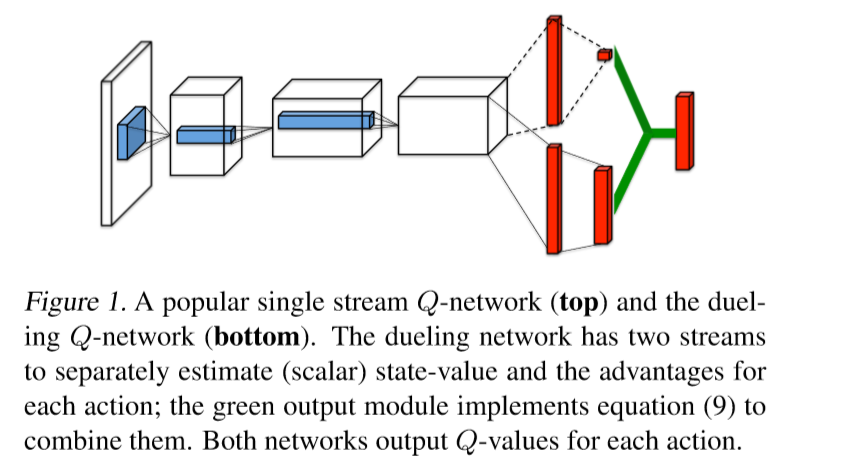 Figure 1. A popular single stream Q-network (top) and the duel-
ing Q-network (bottom). The dueling network has two streams
to separately estimate (scalar) state-value and the advantages for
each action; the green output module implements equation (9) to
combine them. Both networks output Q-values for each action.